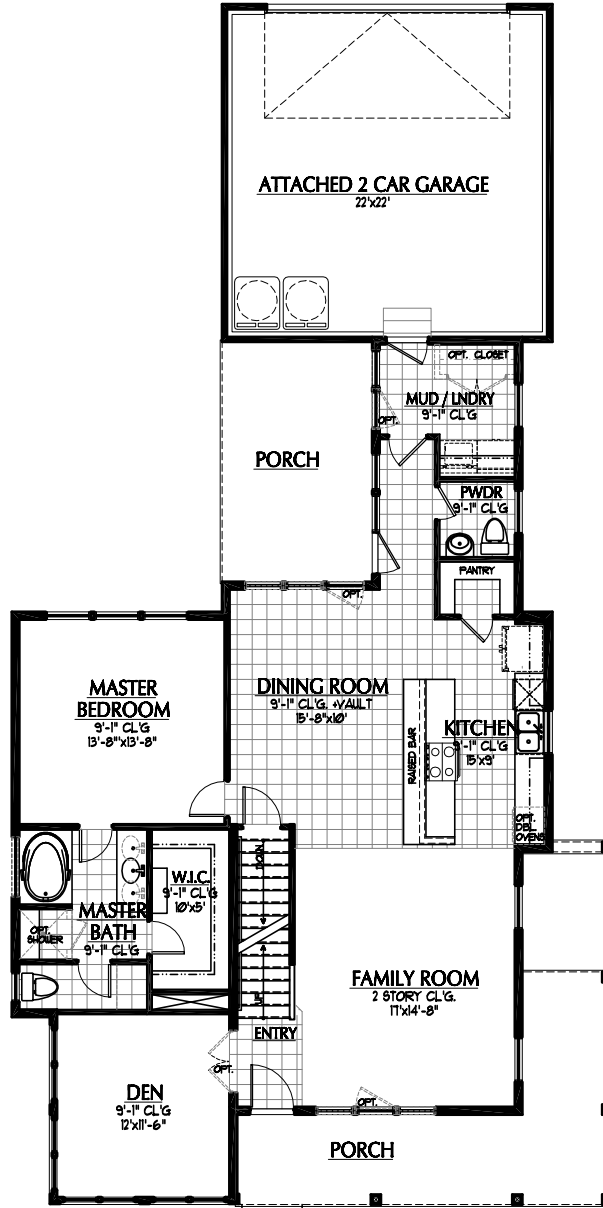 ATTACHED 2 CAR GARAGE
22'x22'
OPT. CLOSET
MUD / LNDRY
9'-1" CL'G
OPT.
PORCH
PWDR
9'-1" CL'G
PANTRY
OPT.
MASTER
BEDROOM
9'-1" CL'G
13'-8"x13'-8"
DINING ROOM
9'-1" CL'G. +VAULT
15'-8"x10'
RAISED BAR
KITCHEN
9'-1" CL'G
15'x9'
OPT.
DBL.
OVENS
DOWN
W.I.C.
9'-1" CL'G
10'x5'
MASTER
BATH
9'-1" CL'G
OPT.
SHOWER
FAMILY ROOM
2 STORY CL'G.
17'x14'-8"
UP
ENTRY
OPT.
DEN
9'-1" CL'G
12'x11'-6"
OPT.
PORCH